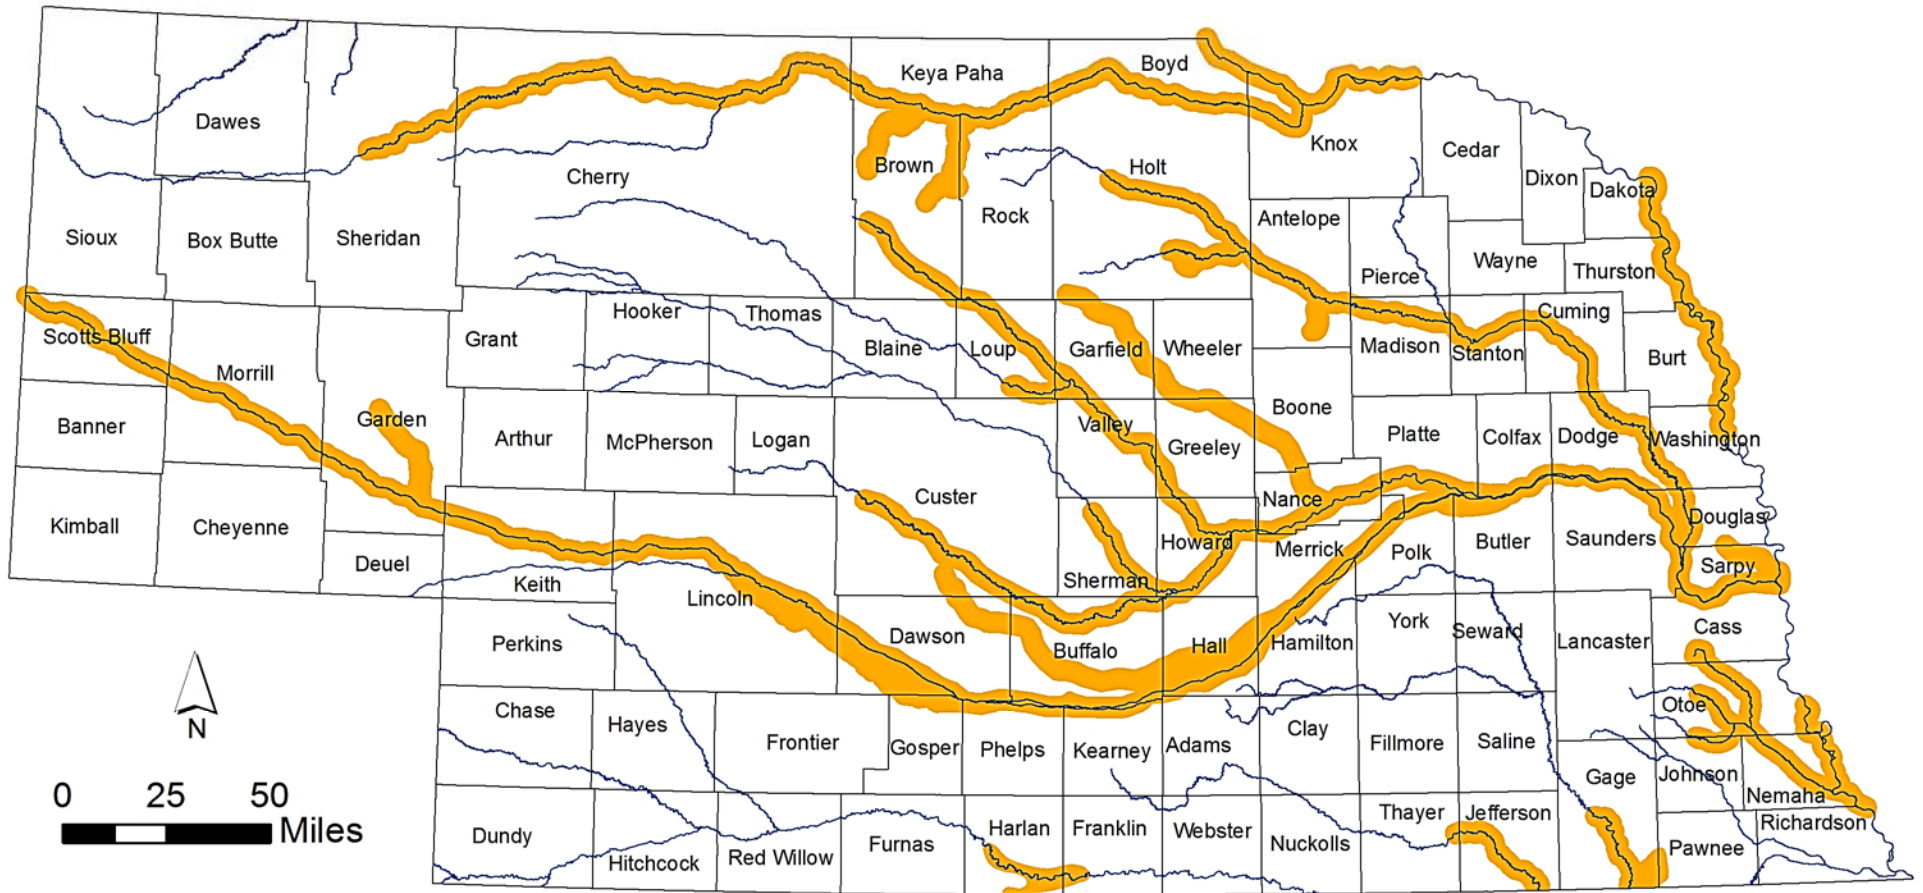 Keya Paha
Boyd
Dawes
Brown
Knox
Cedar
Cherry
Holt
Dixon
Dakota
Sioux
Box Butte
Sheridan
Rock
Antelope
Pierce
Wayne
Thurston
Scotts Bluff
Hooker
Thomas
Cuming
Grant
Blaine
Loup
Garfield
Wheeler
Madison
Stanton
Burt
Morrill
Banner
Garden
Arthur
McPherson
Logan
Valley
Greeley
Boone
Platte
Colfax
Dodge
Washington
Custer
Nance
Kimball
Cheyenne
Douglas
Howard
Merrick
Polk
Butler
Saunders
Deuel
Keith
Sherman
Sarpy
Lincoln
Dawson
Buffalo
Hall
Hamilton
York
Seward
Lancaster
Cass
Perkins
Otoe
N
Chase
Hayes
Frontier
Gosper
Phelps
Kearney
Adams
Clay
Fillmore
Saline
Gage
Johnson
Nemaha
0 25 50
Miles
Dundy
Hitchcock
Red Willow
Furnas
Harlan
Franklin
Webster
Nuckolls
Thayer
Jefferson
Pawnee
Richardson